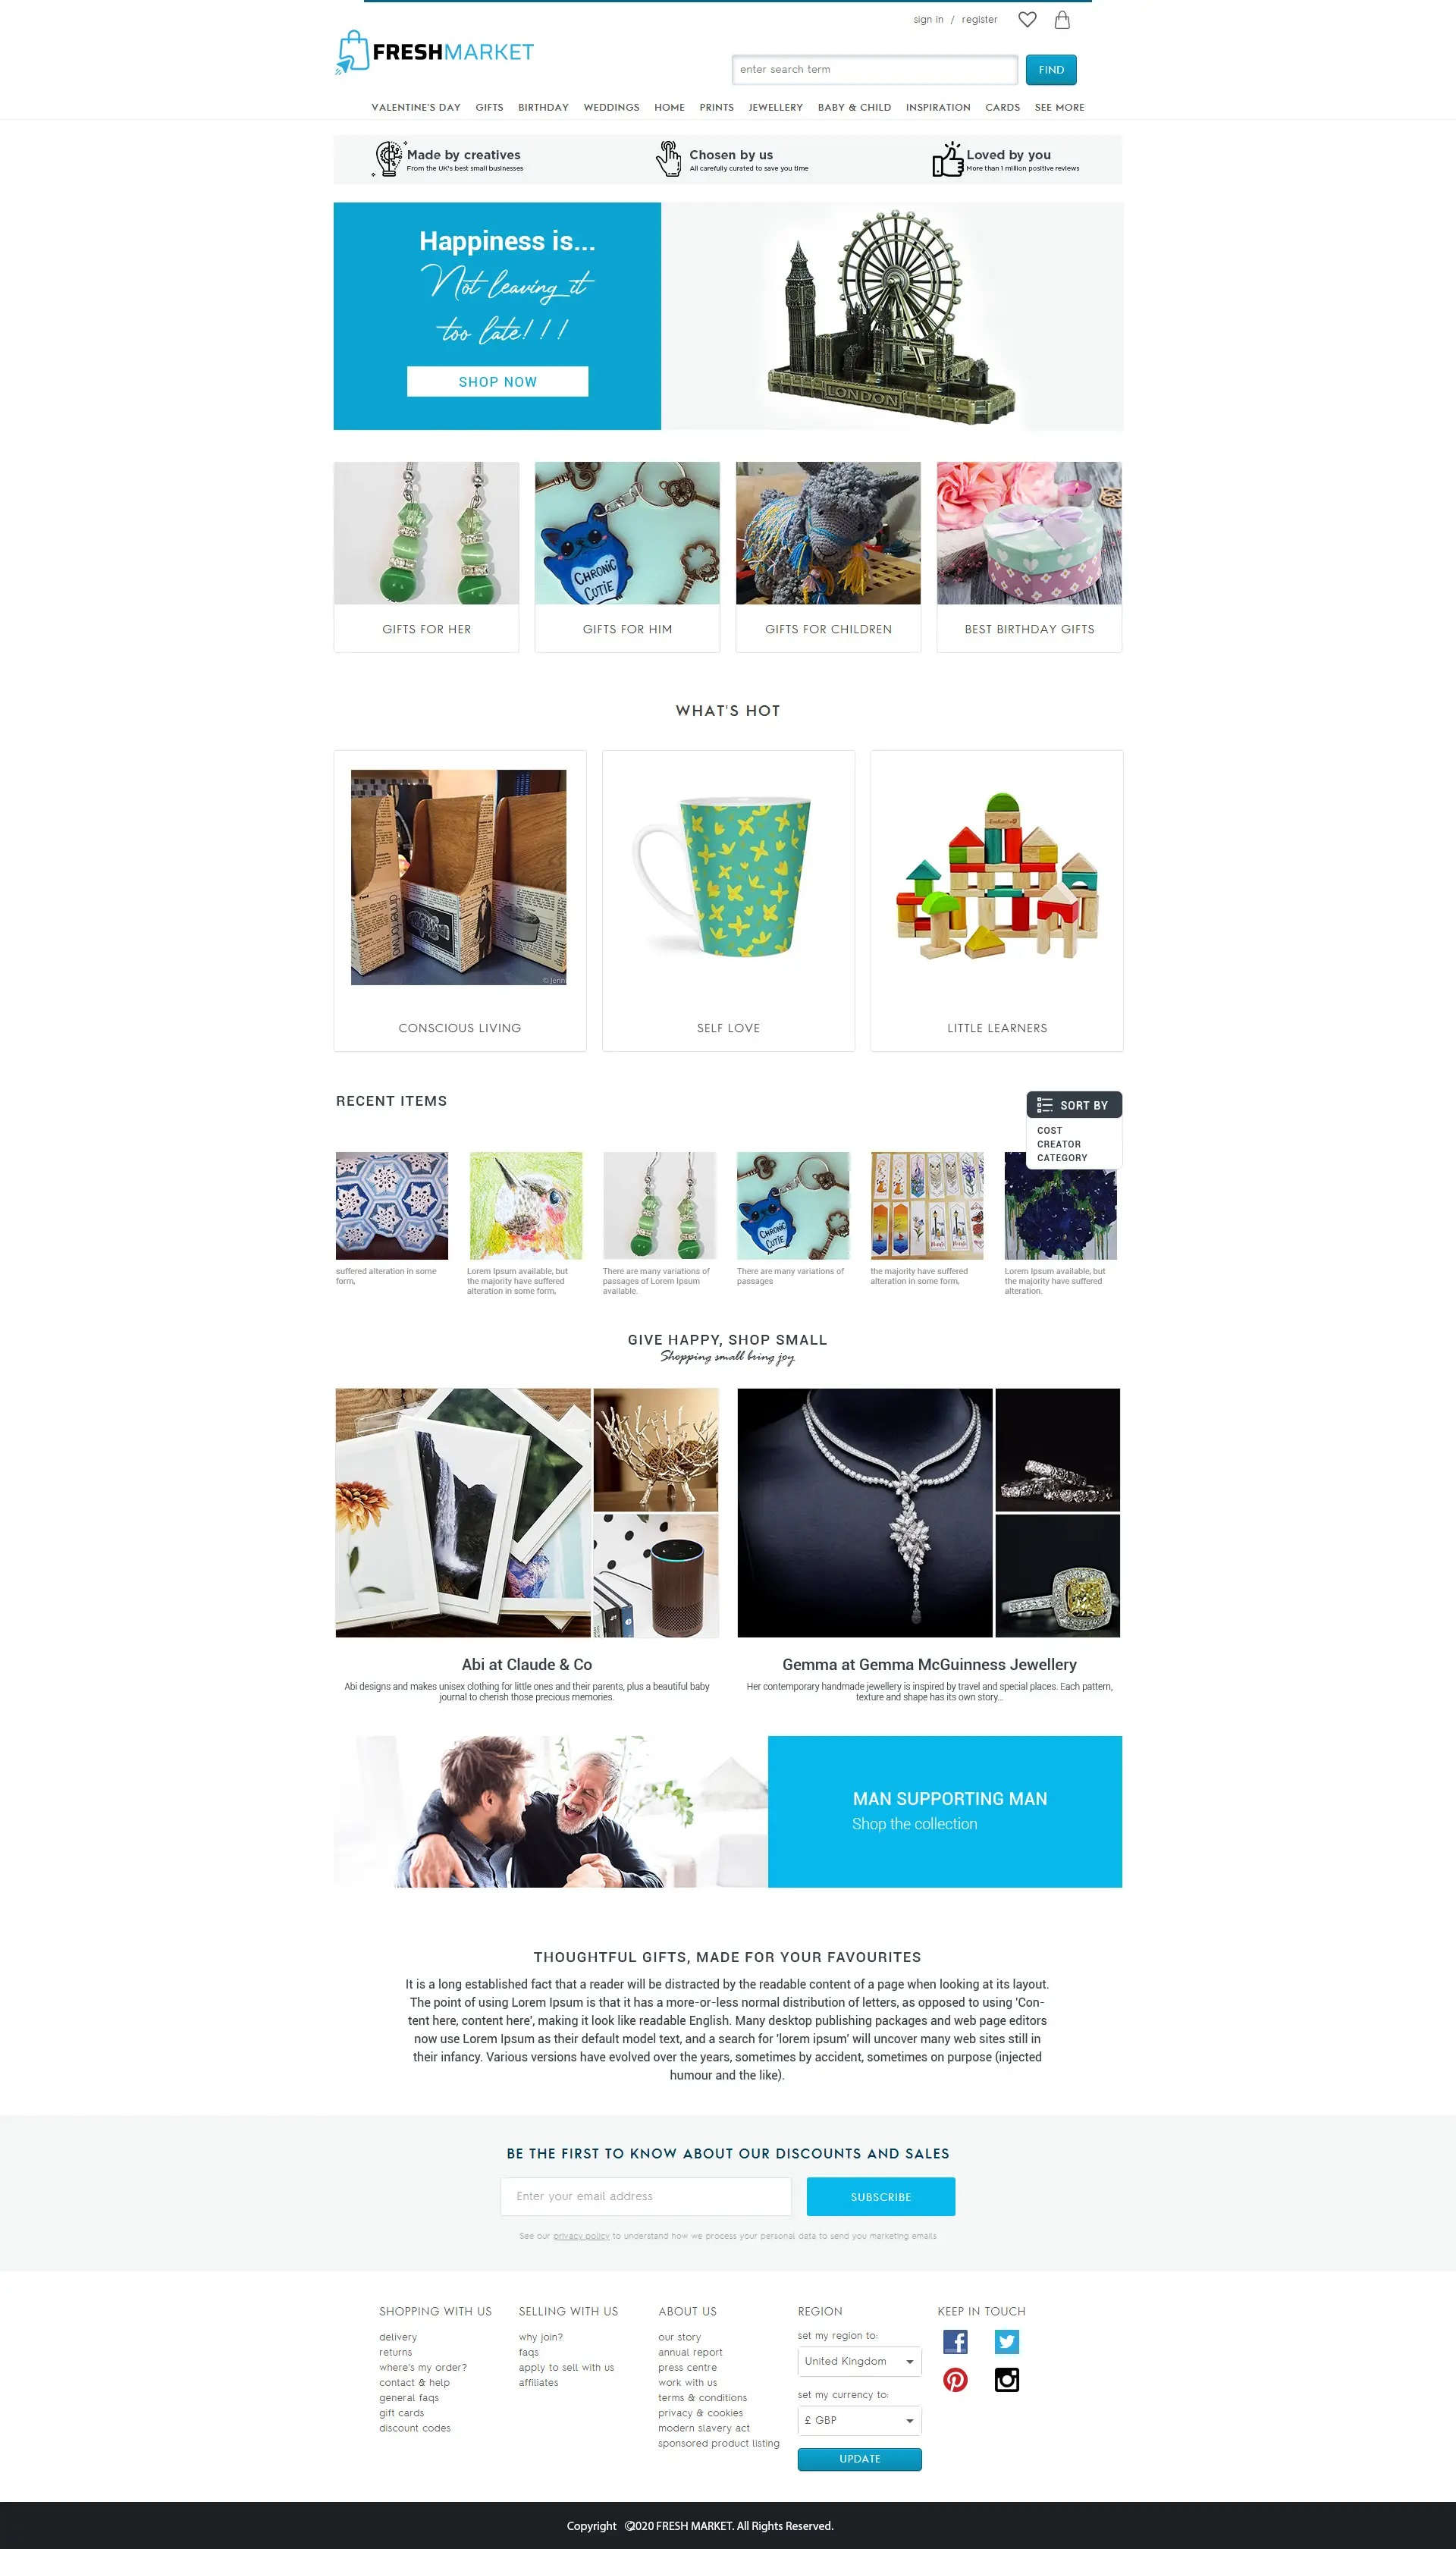 sign in / register
FRESHMARKET
enter search term
FIND
VALENTINE'S DAY GIFTS BIRTHDAY WEDDINGS HOME PRINTS JEWELLERY BABY & CHILD INSPIRATION CARDS SEE MORE
Made by creatives
From the UK's best small businesses
Chosen by us
All carefully curated to save you time
Loved by you
More than 1 million positive reviews
Happiness is...
Not leaving it
too late!!!
SHOP NOW
LONDON
CHRONIC
CUTIE
GIFTS FOR HER
GIFTS FOR HIM
GIFTS FOR CHILDREN
BEST BIRTHDAY GIFTS
WHAT'S HOT
© Jenn
CONSCIOUS LIVING
SELF LOVE
LITTLE LEARNERS
RECENT ITEMS
SORT BY
COST
CREATOR
CATEGORY
CHRONIC
CUTIE
suffered alteration in some
form,
Lorem Ipsum available, but
the majority have suffered
alteration in some form,
There are many variations of
passages of Lorem Ipsum
available.
There are many variations of
passages
the majority have suffered
alteration in some form,
Lorem Ipsum available, but
the majority have suffered
alteration.
GIVE HAPPY, SHOP SMALL
Shopping small bring joy
Abi at Claude & Co
Abi designs and makes unisex clothing for little ones and their parents, plus a beautiful baby
journal to cherish those precious memories.
Gemma at Gemma McGuinness Jewellery
Her contemporary handmade jewellery is inspired by travel and special places. Each pattern,
texture and shape has its own story...
MAN SUPPORTING MAN
Shop the collection
THOUGHTFUL GIFTS, MADE FOR YOUR FAVOURITES
It is a long established fact that a reader will be distracted by the readable content of a page when looking at its layout.
The point of using Lorem Ipsum is that it has a more-or-less normal distribution of letters, as opposed to using 'Con-
tent here, content here', making it look like readable English. Many desktop publishing packages and web page editors
now use Lorem Ipsum as their default model text, and a search for 'lorem ipsum' will uncover many web sites still in
their infancy. Various versions have evolved over the years, sometimes by accident, sometimes on purpose (injected
humour and the like).
BE THE FIRST TO KNOW ABOUT OUR DISCOUNTS AND SALES
Enter your email address
SUBSCRIBE
See our privacy policy to understand how we process your personal data to send you marketing emails
SHOPPING WITH US
delivery
returns
where's my order?
contact & help
general faqs
gift cards
discount codes
SELLING WITH US
why join?
faqs
apply to sell with us
affiliates
ABOUT US
our story
annual report
press centre
work with us
terms & conditions
privacy & cookies
modern slavery act
sponsored product listing
REGION
set my region to:
United Kingdom
set my currency to:
£ GBP
UPDATE
KEEP IN TOUCH
Copyright ©2020 FRESH MARKET. All Rights Reserved.